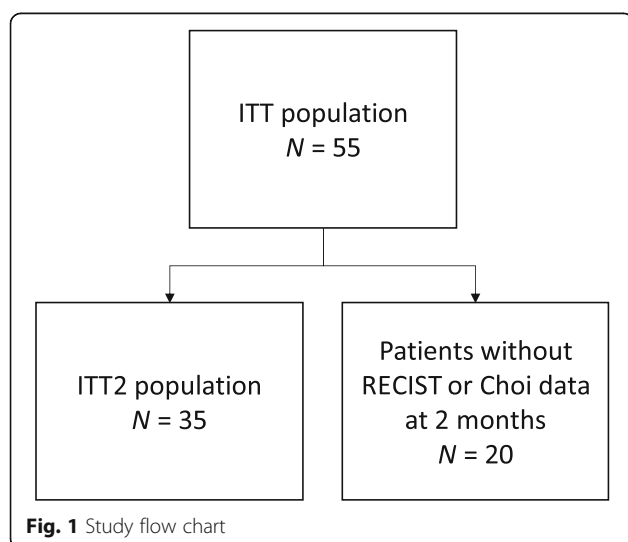 ITT population
N = 55
ITT2 population
N = 35
Patients without
RECIST or Choi data
at 2 months
N = 20
Fig. 1 Study flow chart